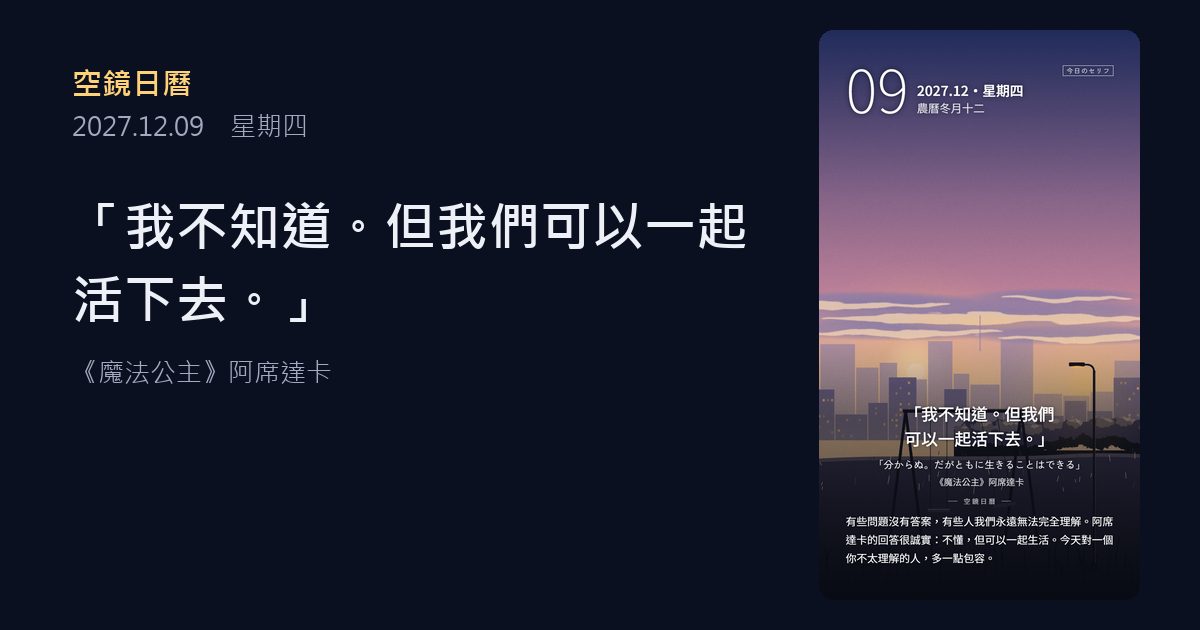 空鏡日曆
2027.12.09 星期四
「我不知道。但我們可以一起
活下去。」
《魔法公主》阿席達卡
今日のセリフ
09
2027.12・星期四
農曆冬月十二
「我不知道。但我們
可以一起活下去。」
「分からぬ。だがともに生きることはできる」
《魔法公主》阿席達卡
空鏡日曆
有些問題沒有答案，有些人我們永遠無法完全理解。阿席
達卡的回答很誠實：不懂，但可以一起生活。今天對一個
你不太理解的人，多一點包容。